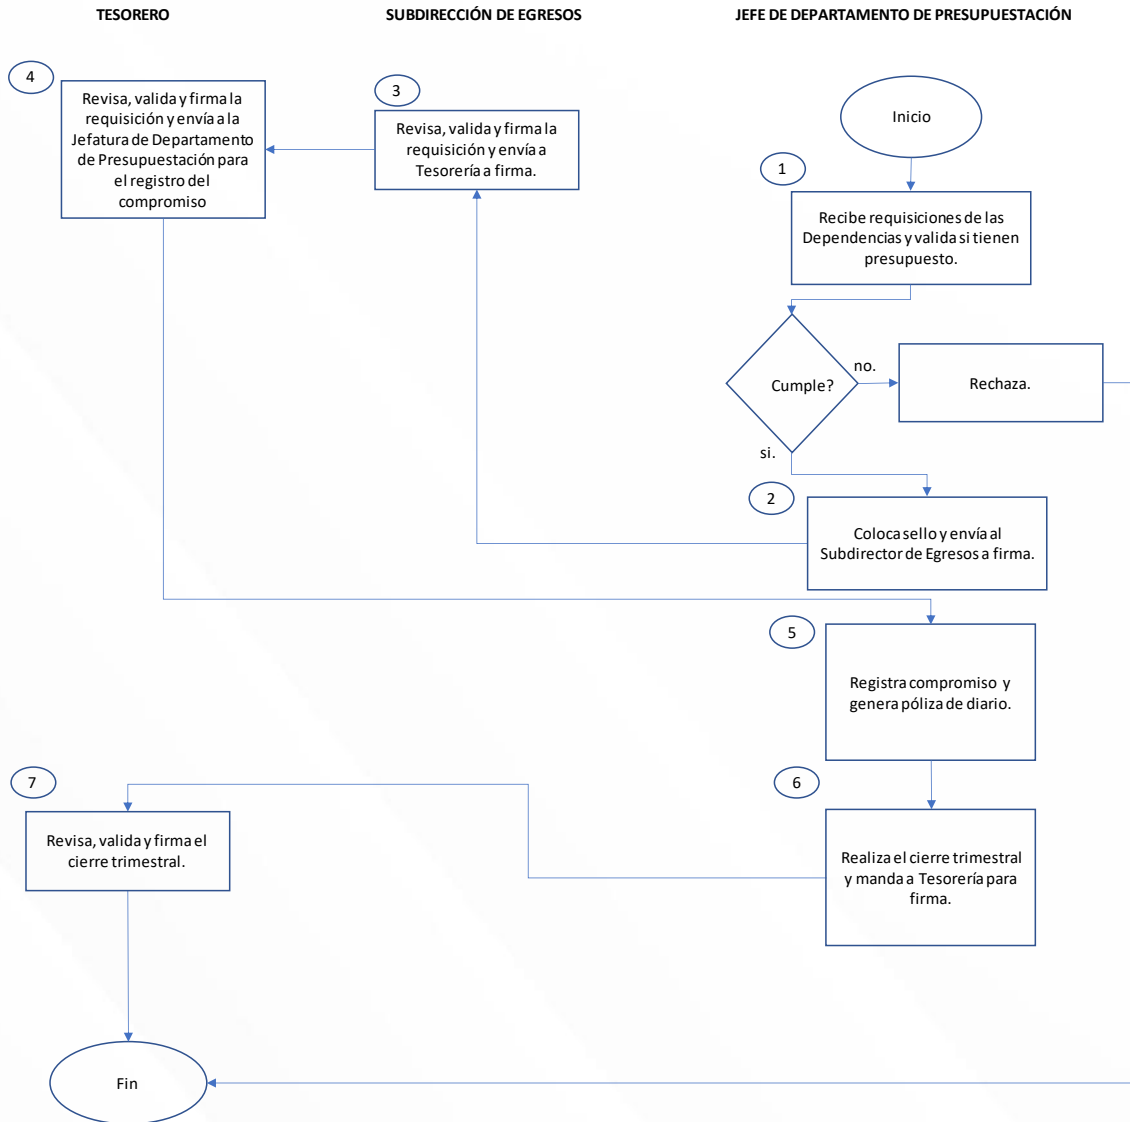 TESORERO
SUBDIRECCIÓN DE EGRESOS
JEFE DE DEPARTAMENTO DE PRESUPUESTACIÓN
Inicio
1
Recibe requisiciones de las
Dependencias y valida si tienen
presupuesto.
Cumple?
no.
Rechaza.
si.
2
Coloca sello y envía al
Subdirector de Egresos a firma.
3
Revisa, valida y firma la
requisición y envía a
Tesorería a firma.
4
Revisa, valida y firma la
requisición y envía a la
Jefatura de Departamento
de Presupuestación para
el registro del
compromiso
5
Registra compromiso y
genera póliza de diario.
6
Realiza el cierre trimestral
y manda a Tesorería para
firma.
7
Revisa, valida y firma el
cierre trimestral.
Fin